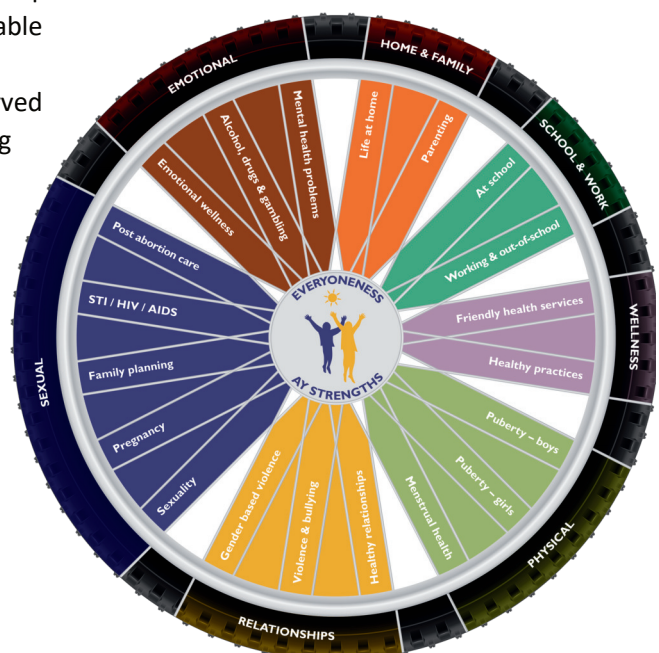 able
ved
g
EMOTIONAL
HOME & FAMILY
SCHOOL & WORK
WELLNESS
PHYSICAL
RELATIONSHIPS
SEXUAL
Emotional wellness
Alcohol, drugs & gambling
Mental health problems
Life at home
Parenting
At school
Working & out-of-school
Friendly health services
Healthy practices
Puberty – boys
Puberty – girls
Menstrual health
Healthy relationships
Violence & bullying
Gender based violence
Sexuality
Pregnancy
Family planning
STI / HIV / AIDS
Post abortion care
EVERYONENESS
AY STRENGTHS